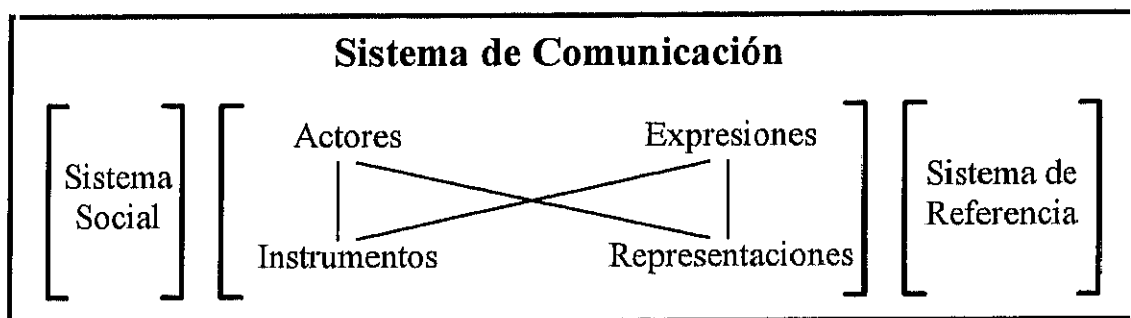 Sistema de Comunicación
Actores
Expresiones
Sistema
Social
Sistema de
Referencia
Instrumentos
Representaciones